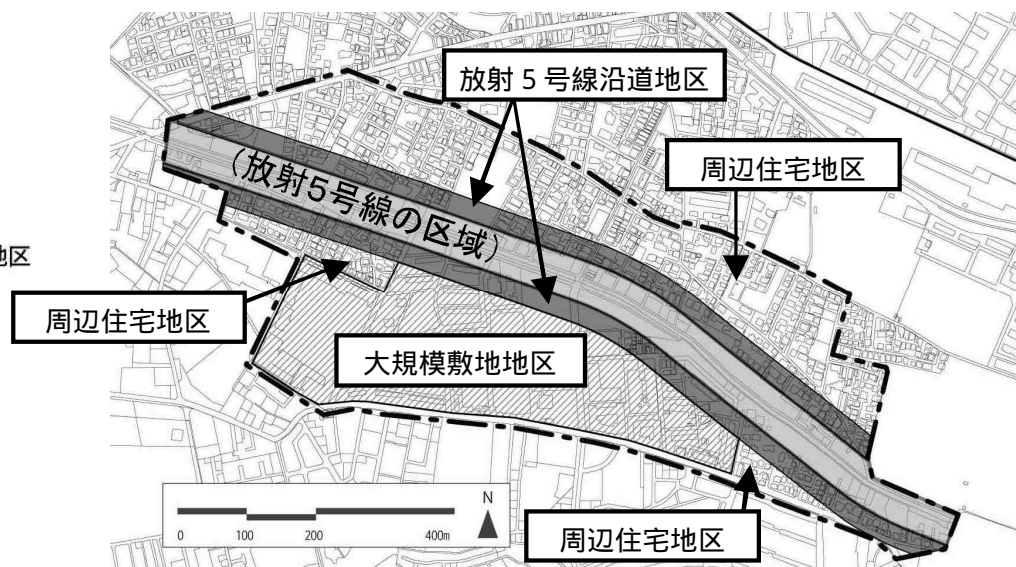 放射５号線沿道地区
周辺住宅地区
(放射5号線の区域)
地区
周辺住宅地区
大規模敷地地区
N
0 100 200 400m
周辺住宅地区